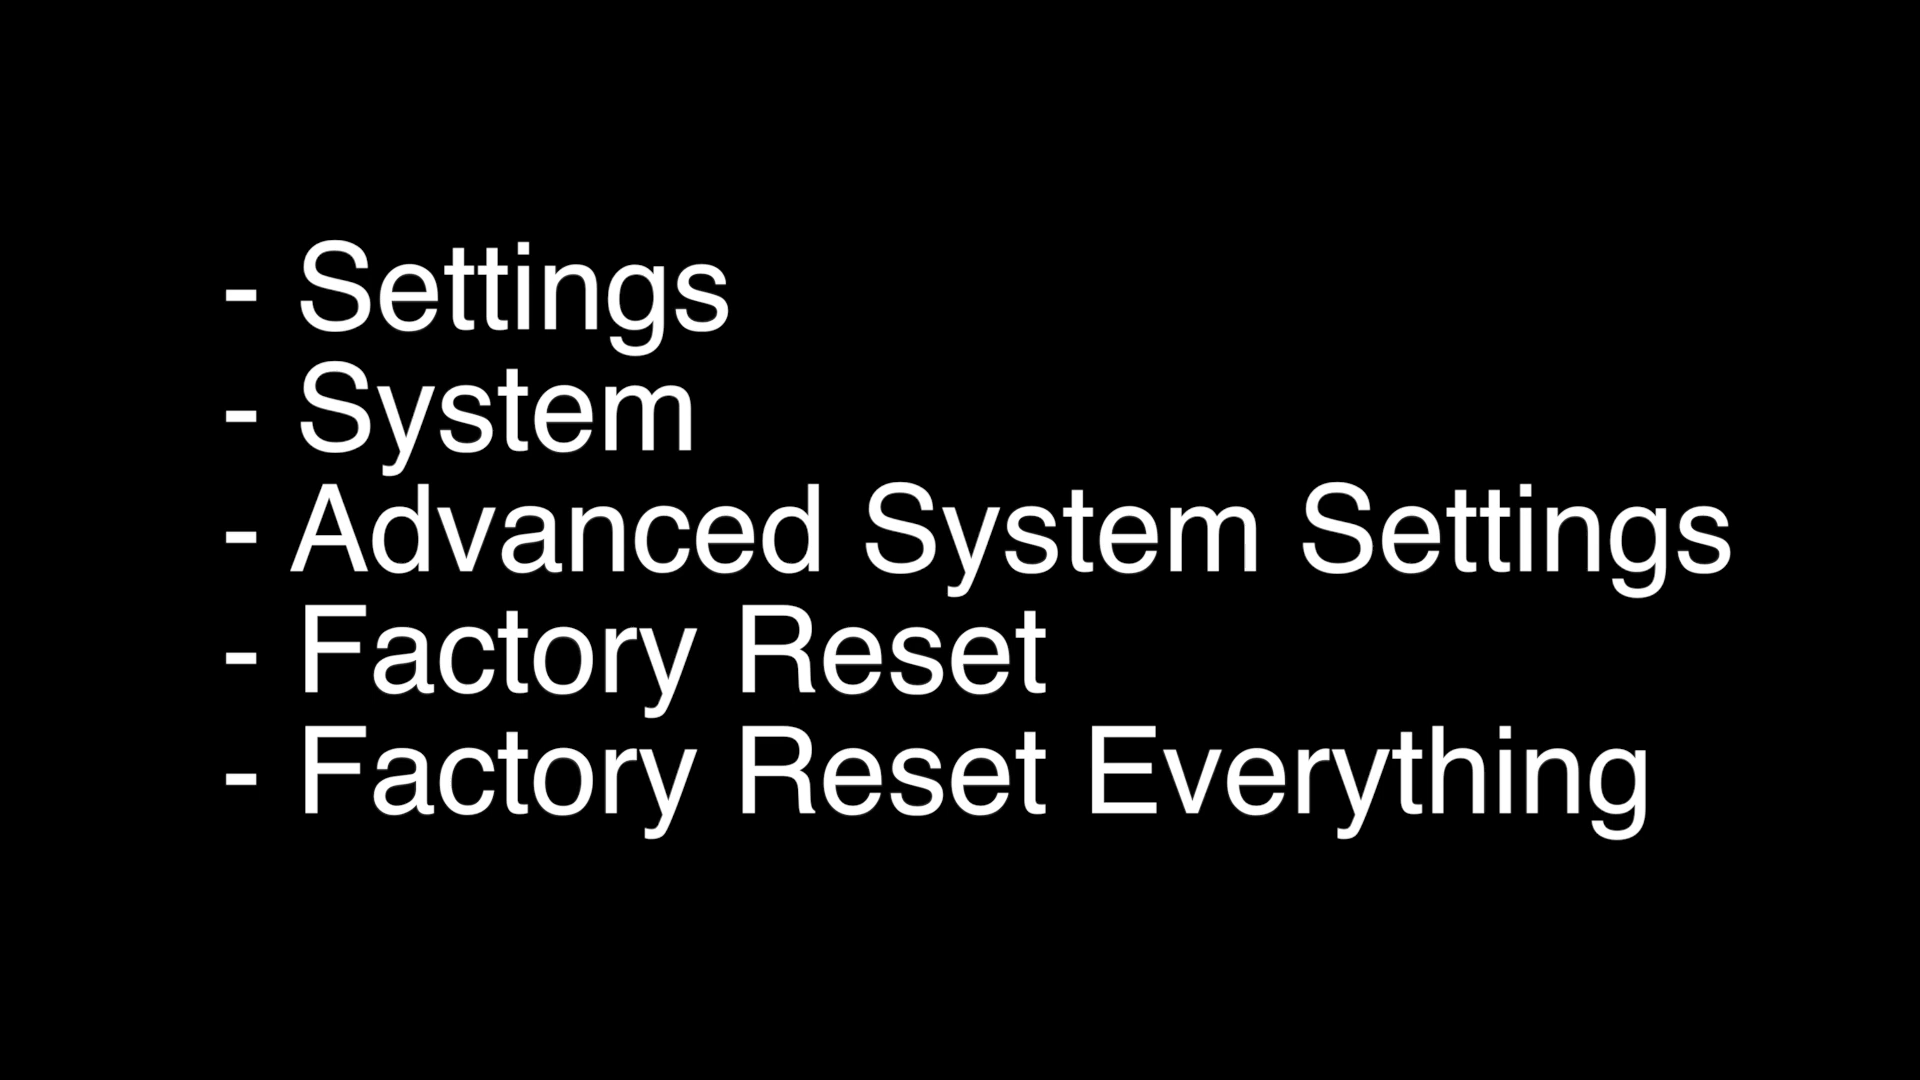 - Settings
- System
- Advanced System Settings
- Factory Reset
- Factory Reset Everything